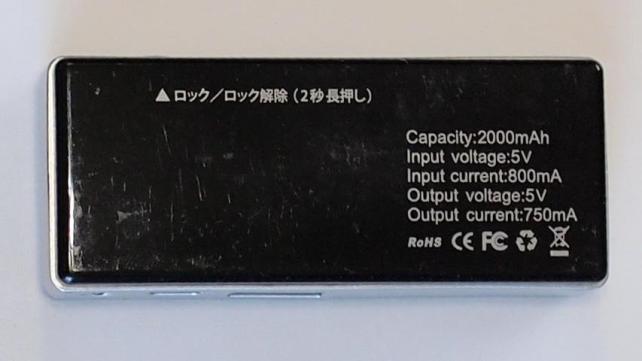 ▲ロック／ロック解除（2秒長押し）
Capacity:2000mAh
Input voltage:5V
Input current:800mA
Output voltage:5V
Output current:750mA
RoHS CE FC